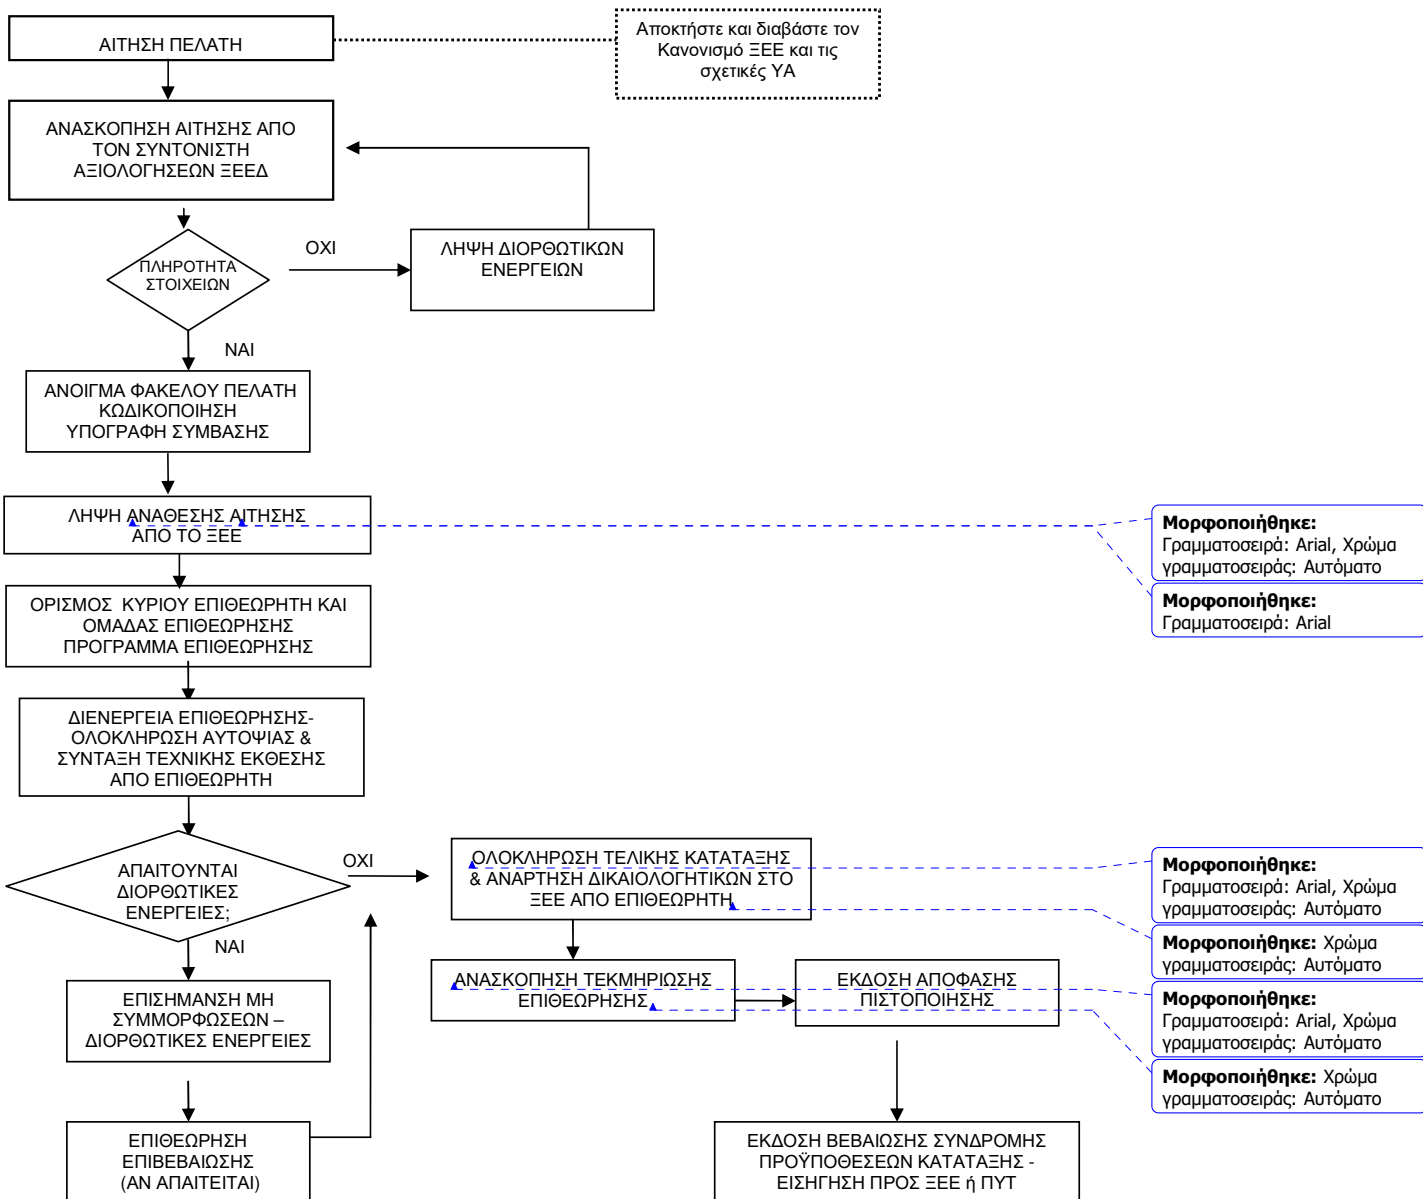 ΑΙΤΗΣΗ ΠΕΛΑΤΗ
Αποκτήστε και διαβάστε τον
Κανονισμό ΞΕΕ και τις
σχετικές ΥΑ
ΑΝΑΣΚΟΠΗΣΗ ΑΙΤΗΣΗΣ ΑΠΟ
ΤΟΝ ΣΥΝΤΟΝΙΣΤΗ
ΑΞΙΟΛΟΓΗΣΕΩΝ ΞΕΕΔ
ΠΛΗΡΟΤΗΤΑ
ΣΤΟΙΧΕΙΩΝ
ΟΧΙ
ΛΗΨΗ ΔΙΟΡΘΩΤΙΚΩΝ
ΕΝΕΡΓΕΙΩΝ
ΝΑΙ
ΑΝΟΙΓΜΑ ΦΑΚΕΛΟΥ ΠΕΛΑΤΗ
ΚΩΔΙΚΟΠΟΙΗΣΗ
ΥΠΟΓΡΑΦΗ ΣΥΜΒΑΣΗΣ
ΛΗΨΗ ΑΝΑΘΕΣΗΣ ΑΙΤΗΣΗΣ
ΑΠΟ ΤΟ ΞΕΕ
Μορφοποιήθηκε:
Γραμματοσειρά: Arial, Χρώμα
γραμματοσειράς: Αυτόματο
Μορφοποιήθηκε:
Γραμματοσειρά: Arial
ΟΡΙΣΜΟΣ ΚΥΡΙΟΥ ΕΠΙΘΕΩΡΗΤΗ ΚΑΙ
ΟΜΑΔΑΣ ΕΠΙΘΕΩΡΗΣΗΣ
ΠΡΟΓΡΑΜΜΑ ΕΠΙΘΕΩΡΗΣΗΣ
ΔΙΕΝΕΡΓΕΙΑ ΕΠΙΘΕΩΡΗΣΗΣ-
ΟΛΟΚΛΗΡΩΣΗ ΑΥΤΟΨΙΑΣ &
ΣΥΝΤΑΞΗ ΤΕΧΝΙΚΗΣ ΕΚΘΕΣΗΣ
ΑΠΟ ΕΠΙΘΕΩΡΗΤΗ
ΑΠΑΙΤΟΥΝΤΑΙ
ΔΙΟΡΘΩΤΙΚΕΣ
ΕΝΕΡΓΕΙΕΣ;
ΟΧΙ
ΟΛΟΚΛΗΡΩΣΗ ΤΕΛΙΚΗΣ ΚΑΤΑΤΑΞΗΣ
& ΑΝΑΡΤΗΣΗ ΔΙΚΑΙΟΛΟΓΗΤΙΚΩΝ ΣΤΟ
ΞΕΕ ΑΠΟ ΕΠΙΘΕΩΡΗΤΗ
Μορφοποιήθηκε:
Γραμματοσειρά: Arial, Χρώμα
γραμματοσειράς: Αυτόματο
Μορφοποιήθηκε: Χρώμα
γραμματοσειράς: Αυτόματο
ΝΑΙ
ΕΠΙΣΗΜΑΝΣΗ ΜΗ
ΣΥΜΜΟΡΦΩΣΕΩΝ –
ΔΙΟΡΘΩΤΙΚΕΣ ΕΝΕΡΓΕΙΕΣ
ΑΝΑΣΚΟΠΗΣΗ ΤΕΚΜΗΡΙΩΣΗΣ
ΕΠΙΘΕΩΡΗΣΗΣ
ΕΚΔΟΣΗ ΑΠΟΦΑΣΗΣ
ΠΙΣΤΟΠΟΙΗΣΗΣ
Μορφοποιήθηκε:
Γραμματοσειρά: Arial, Χρώμα
γραμματοσειράς: Αυτόματο
Μορφοποιήθηκε: Χρώμα
γραμματοσειράς: Αυτόματο
ΕΠΙΘΕΩΡΗΣΗ
ΕΠΙΒΕΒΑΙΩΣΗΣ
(ΑΝ ΑΠΑΙΤΕΙΤΑΙ)
ΕΚΔΟΣΗ ΒΕΒΑΙΩΣΗΣ ΣΥΝΔΡΟΜΗΣ
ΠΡΟΫΠΟΘΕΣΕΩΝ ΚΑΤΑΤΑΞΗΣ -
ΕΙΣΗΓΗΣΗ ΠΡΟΣ ΞΕΕ ή ΠΥΤ